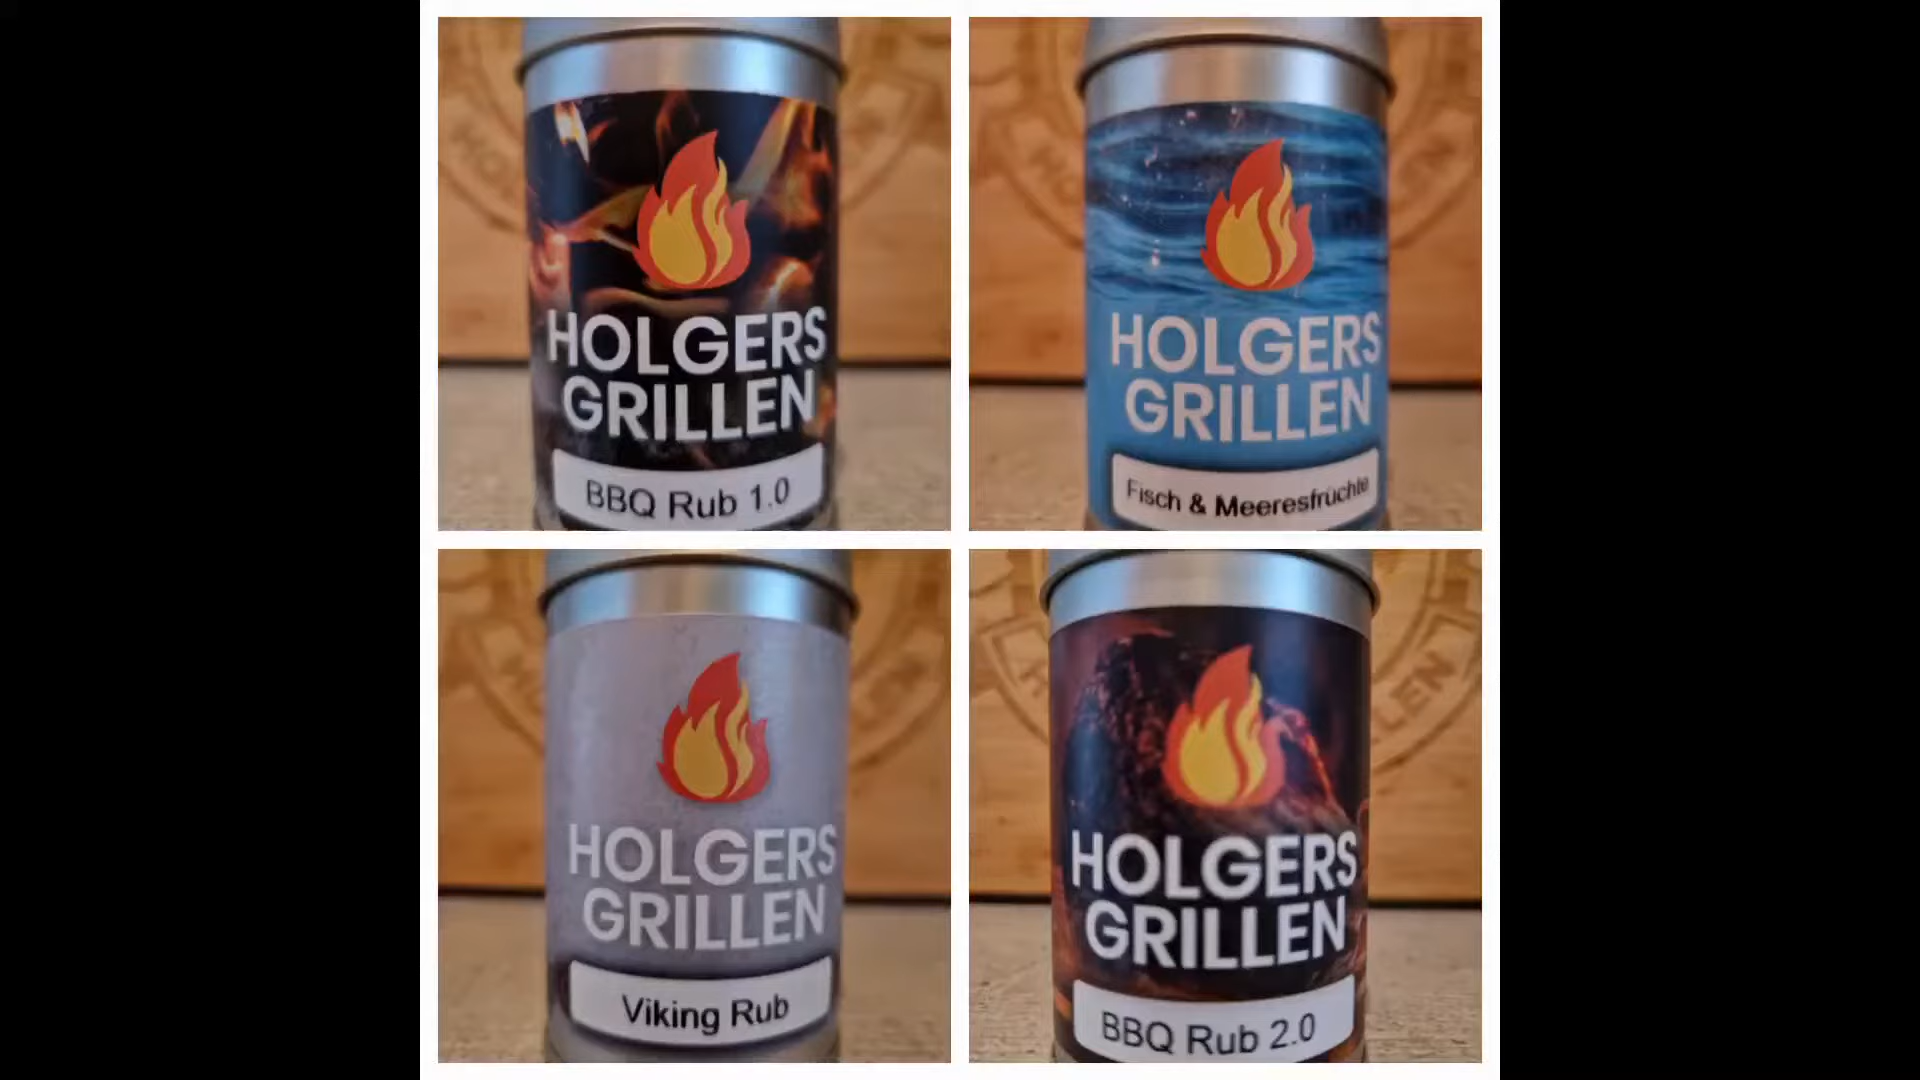 HOLGERS
GRILLEN
BBQ Rub 1.0
HOLGERS
GRILLEN
Fisch & Meeresfrüchte
HOLGERS
GRILLEN
Viking Rub
HOLGERS
GRILLEN
BBQ Rub 2.0